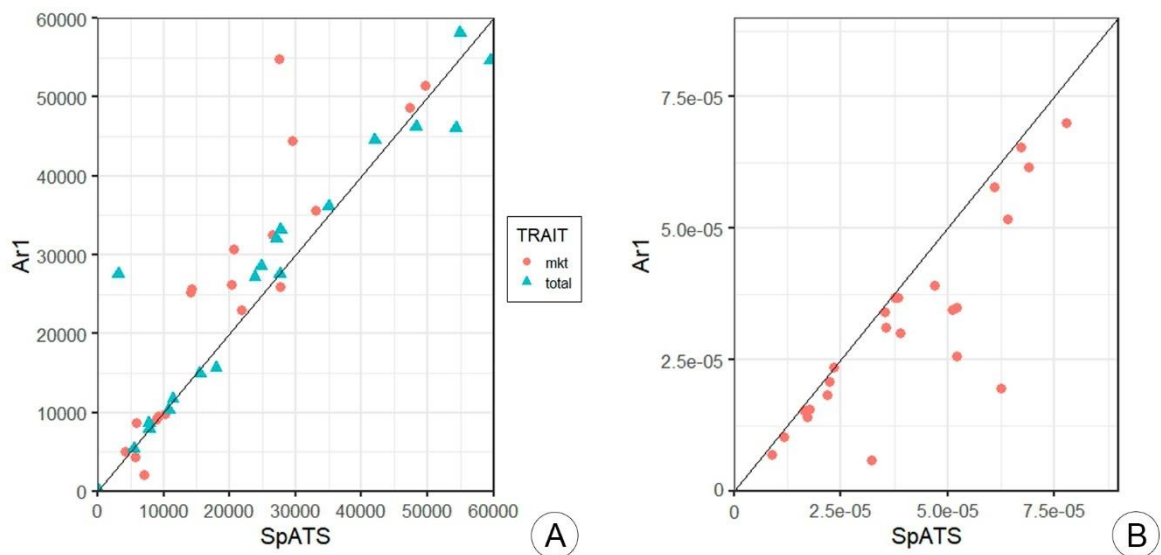 60000
50000
40000
30000
20000
10000
0
Ar1
0 10000 20000 30000 40000 50000 60000
SpATS
A
TRAIT
mkt
total
7.5e-05
5.0e-05
2.5e-05
0
Ar1
0 2.5e-05 5.0e-05 7.5e-05
SpATS
B